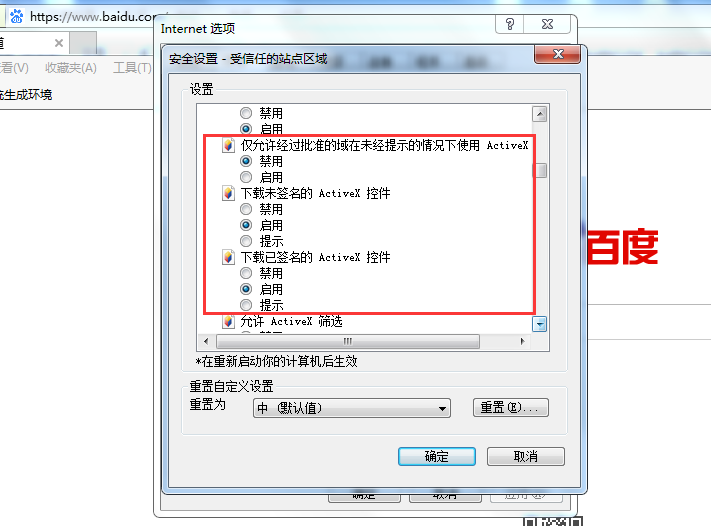 https://www.baidu.com/
Internet 选项
安全设置 - 受信任的站点区域
看(V) 收藏夹(A) 工具(T)
统生成环境
设置
禁用
启用
仅允许经过批准的域在未经提示的情况下使用 ActiveX
禁用
启用
下载未签名的 ActiveX 控件
禁用
启用
提示
下载已签名的 ActiveX 控件
禁用
启用
提示
允许 ActiveX 筛选
*在重新启动你的计算机后生效
重置自定义设置
重置为
中 (默认值)
重置(E)...
确定
取消
确定
取消
百度